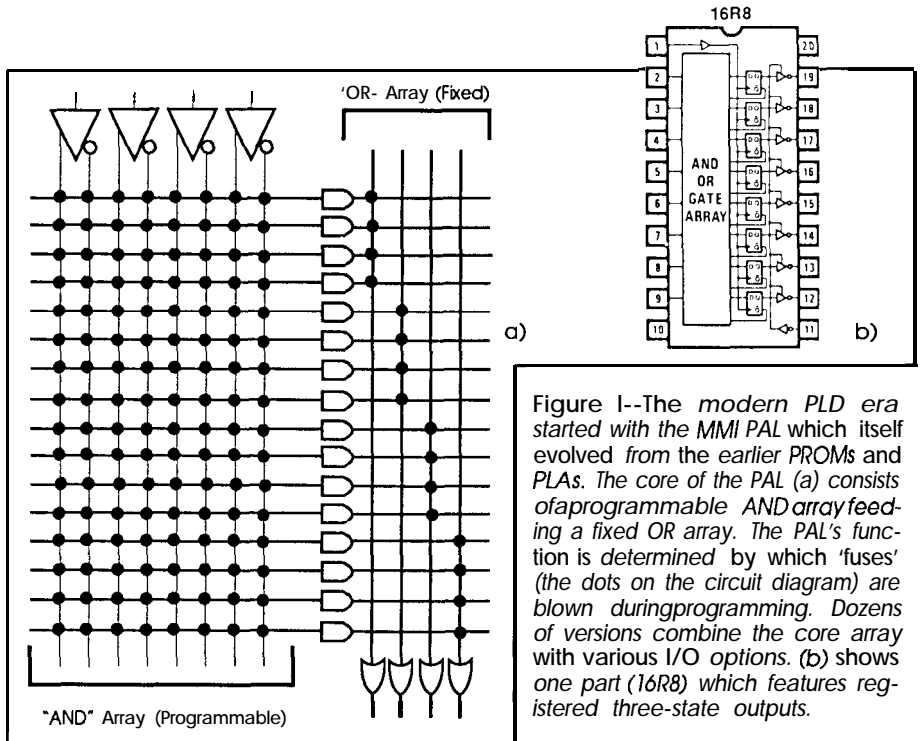 16R8
1
2
3
4
5
6
7
8
9
10
20
19
18
17
16
15
14
13
12
11
AND
OR
GATE
ARRAY
b)
'OR- Array (Fixed)
a)
"AND" Array (Programmable)
Figure I--The modern PLD era
started with the MMI PAL which itself
evolved from the earlier PROMs and
PLAs. The core of the PAL (a) consists
ofaprogrammable AND array feed-
ing a fixed OR array. The PAL's func-
tion is determined by which 'fuses'
(the dots on the circuit diagram) are
blown duringprogramming. Dozens
of versions combine the core array
with various I/O options. (b) shows
one part (16R8) which features reg-
istered three-state outputs.